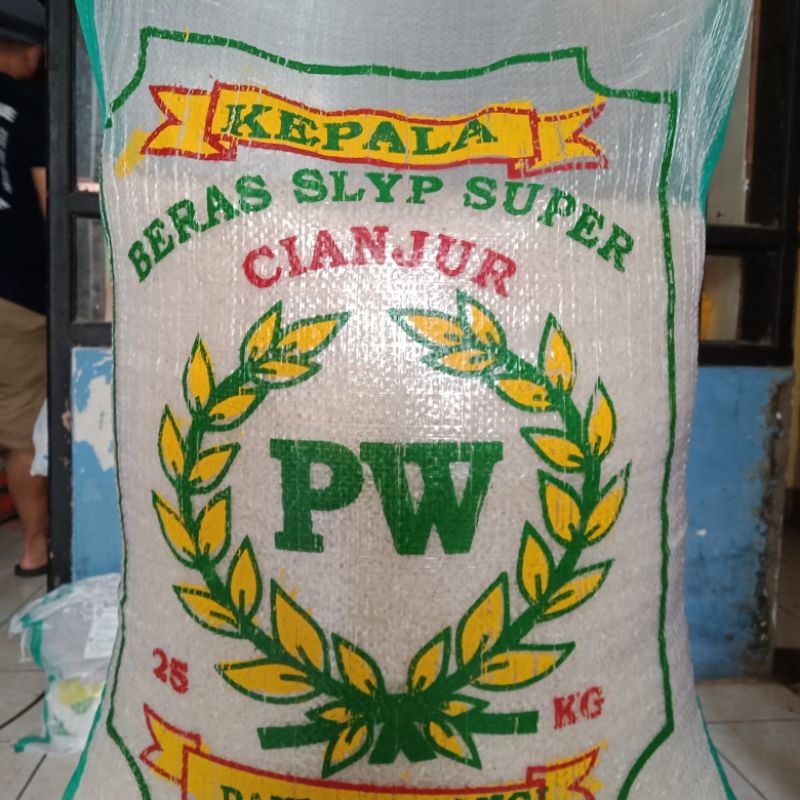 KEPALA
BERAS SLYP SUPER
CIANJUR
PW
25 KG